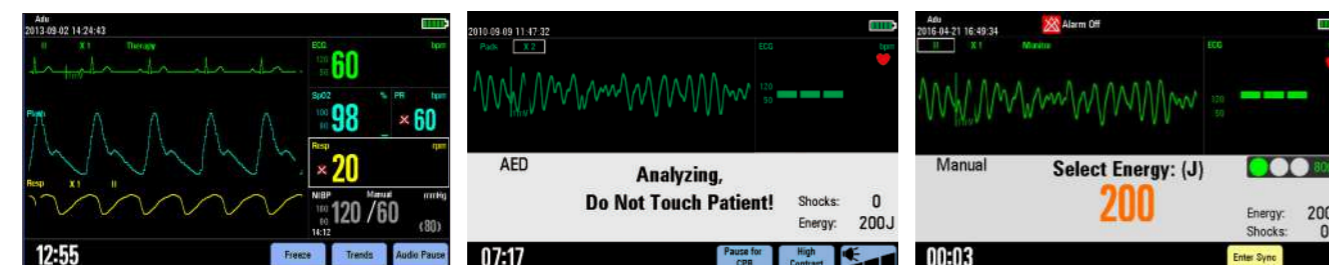 Adu
2013-09-02 14:24:43
II X1 Therapy
1mV
ECG bpm
120
50
60
SpO2 %
100
90
98
PR bpm
60
Pleth
Resp rpm
20
Resp X1 II
NIBP Manual mmHg
120 /60
(80)
14:12
12:55
Freeze
Trends
Audio Pause
2010-09-09 11:47:32
Pads X 2
1mV
ECG bpm
120
50
AED
Analyzing,
Do Not Touch Patient!
Shocks: 0
Energy: 200J
07:17
Pause for
CPR
High
Contrast
Adu
2016-04-21 16:49:34
Alarm Off
II X1 Monitor
1mV
ECG
120
50
Manual
Select Energy: (J)
200
Energy: 200
Shocks: 0
00:03
Enter Sync